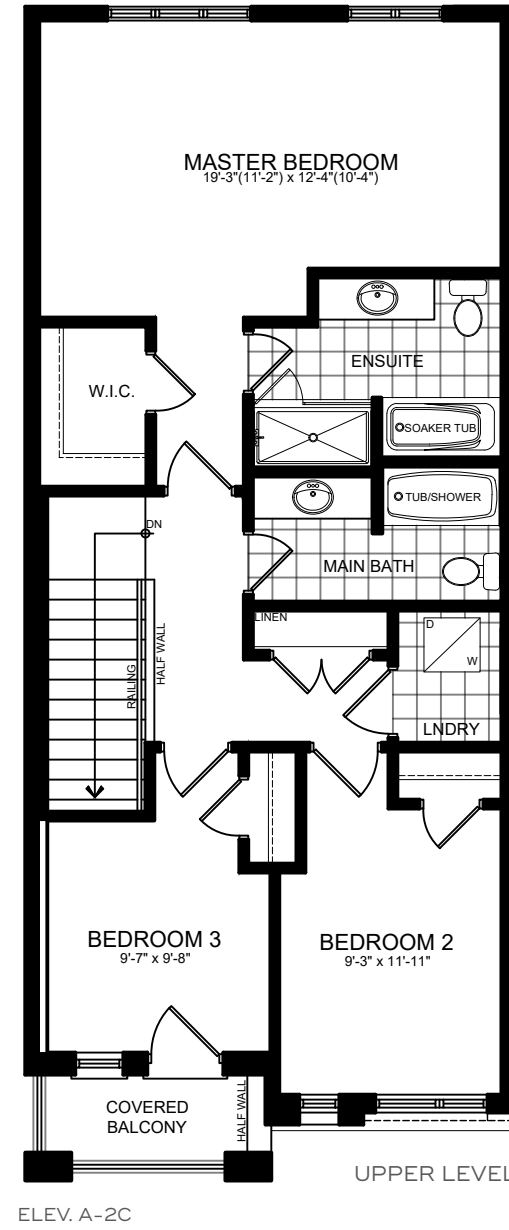 MASTER BEDROOM
19'-3"(11'-2") x 12'-4"(10'-4")
W.I.C.
ENSUITE
SOAKER TUB
TUB/SHOWER
DN
MAIN BATH
LINEN
D
W
RAILING
HALF WALL
LNDRY
BEDROOM 3
9'-7" x 9'-8"
BEDROOM 2
9'-3" x 11'-11"
COVERED
BALCONY
HALF WALL
UPPER LEVEL
ELEV. A-2C